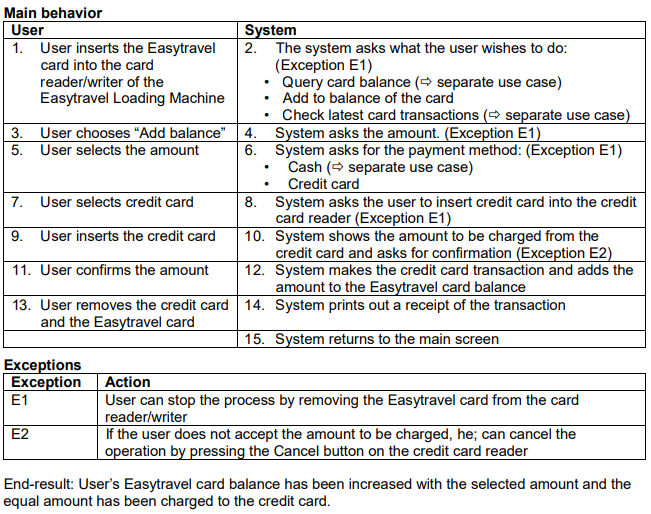 Main behavior
User System
1. User inserts the Easytravel 2. The system asks what the user wishes to do:
card into the card (Exception E1)
reader/writer of the • Query card balance (⇨ separate use case)
Easytravel Loading Machine • Add to balance of the card
• Check latest card transactions (⇨ separate use case)
3. User chooses “Add balance” 4. System asks the amount. (Exception E1)
5. User selects the amount 6. System asks for the payment method: (Exception E1)
• Cash (⇨ separate use case)
• Credit card
7. User selects credit card 8. System asks the user to insert credit card into the credit
card reader (Exception E1)
9. User inserts the credit card 10. System shows the amount to be charged from the
credit card and asks for confirmation (Exception E2)
11. User confirms the amount 12. System makes the credit card transaction and adds the
amount to the Easytravel card balance
13. User removes the credit card 14. System prints out a receipt of the transaction
and the Easytravel card
15. System returns to the main screen
Exceptions
Exception Action
E1 User can stop the process by removing the Easytravel card from the card
reader/writer
E2 If the user does not accept the amount to be charged, he; can cancel the
operation by pressing the Cancel button on the credit card reader
End-result: User’s Easytravel card balance has been increased with the selected amount and the
equal amount has been charged to the credit card.